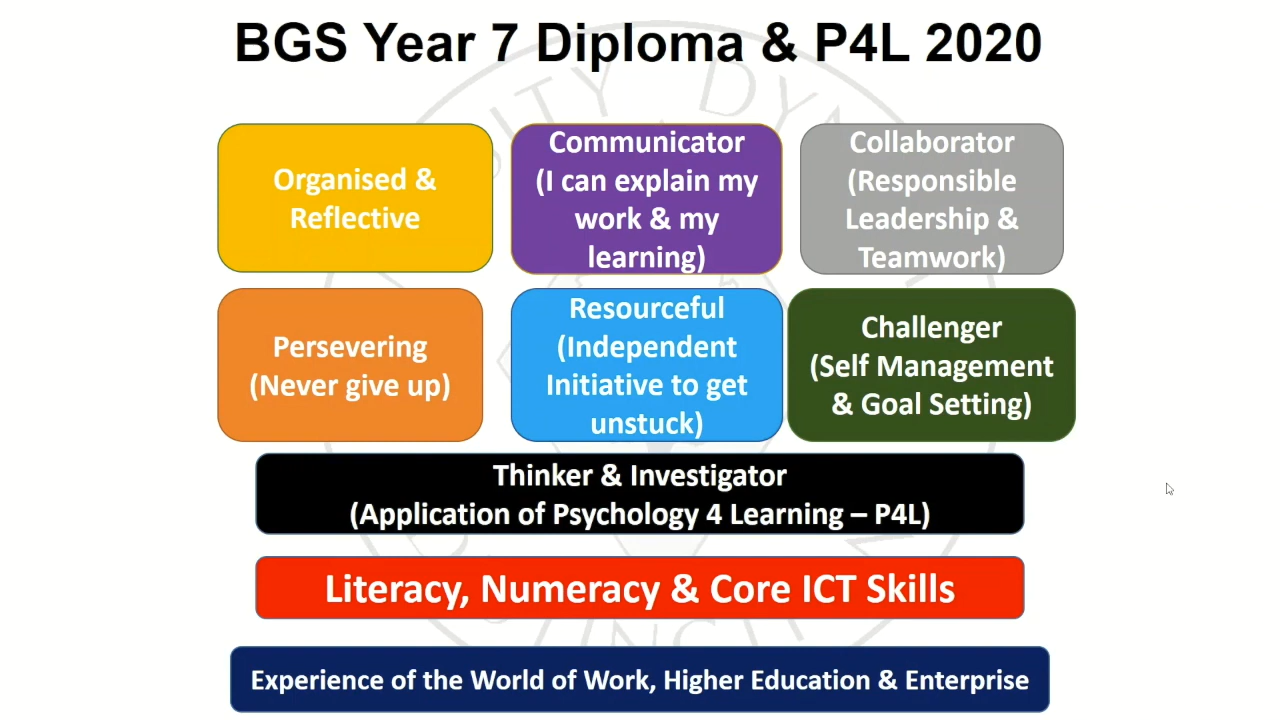 BGS Year 7 Diploma & P4L 2020
Organised &
Reflective
Communicator
(I can explain my
work & my
learning)
Collaborator
(Responsible
Leadership &
Teamwork)
Persevering
(Never give up)
Resourceful
(Independent
Initiative to get
unstuck)
Challenger
(Self Management
& Goal Setting)
Thinker & Investigator
(Application of Psychology 4 Learning – P4L)
Literacy, Numeracy & Core ICT Skills
Experience of the World of Work, Higher Education & Enterprise